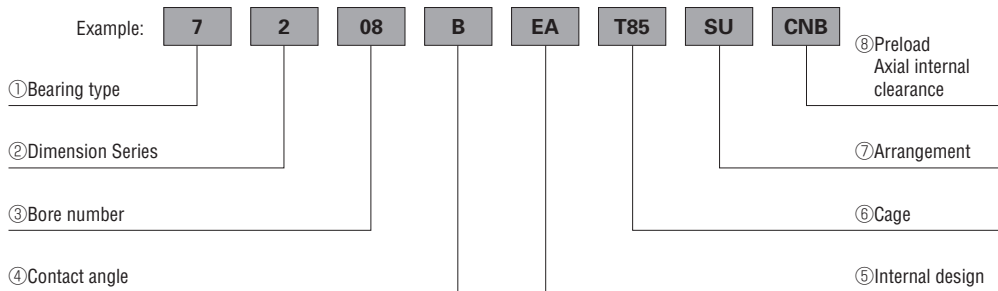 Example: 7 2 08 B EA T85 SU CNB
⑧Preload
Axial internal
clearance
①Bearing type
②Dimension Series
⑦Arrangement
③Bore number
⑥Cage
④Contact angle
⑤Internal design